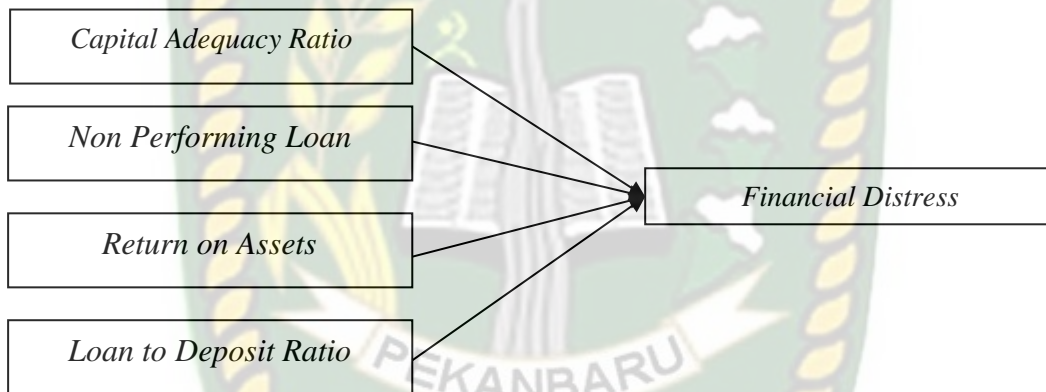 Capital Adequacy Ratio
Non Performing Loan
Financial Distress
Return on Assets
Loan to Deposit Ratio
PEKANBARU